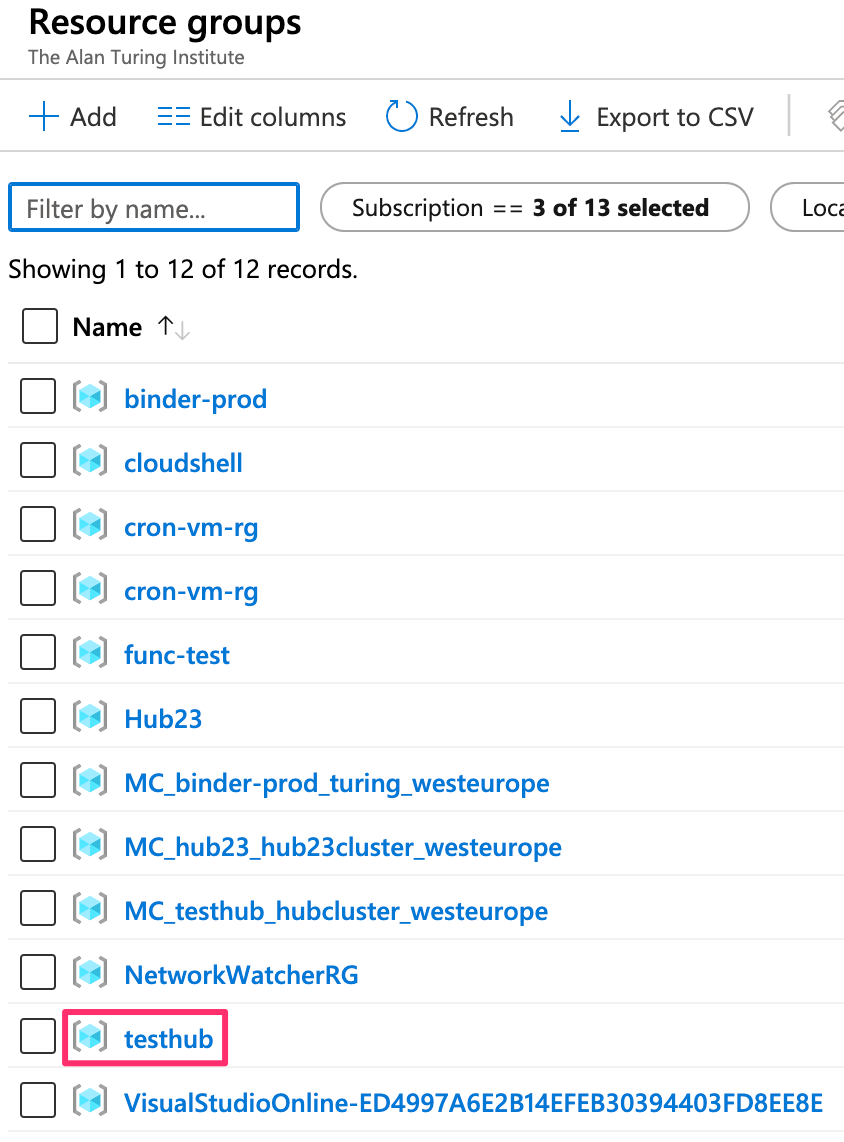 Resource groups
The Alan Turing Institute
Add Edit columns Refresh Export to CSV
Filter by name... Subscription == 3 of 13 selected Loca
Showing 1 to 12 of 12 records.
Name ↑↓
binder-prod
cloudshell
cron-vm-rg
cron-vm-rg
func-test
Hub23
MC_binder-prod_turing_westeurope
MC_hub23_hub23cluster_westeurope
MC_testhub_hubcluster_westeurope
NetworkWatcherRG
testhub
VisualStudioOnline-ED4997A6E2B14EFEB30394403FD8EE8E